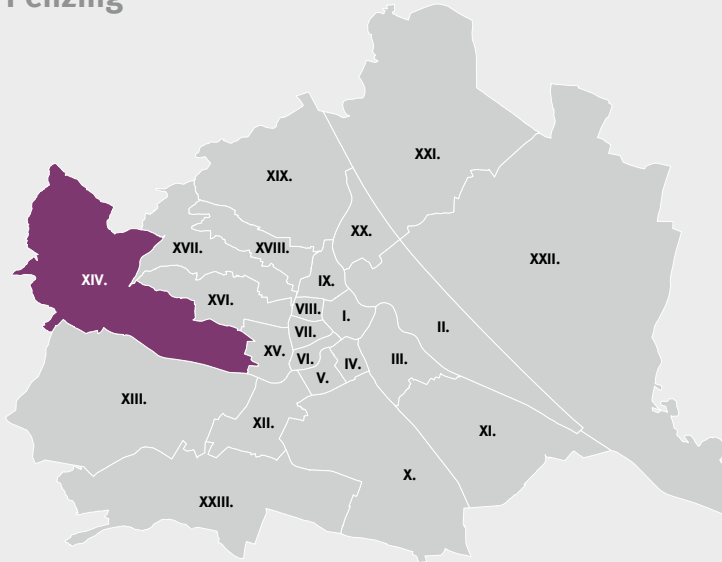 Penzing
XXI.
XIX.
XX.
XVII.
XVIII.
XXII.
XIV.
IX.
XVI.
VIII.
I.
II.
VII.
XV.
VI.
IV.
III.
V.
XIII.
XII.
XI.
X.
XXIII.